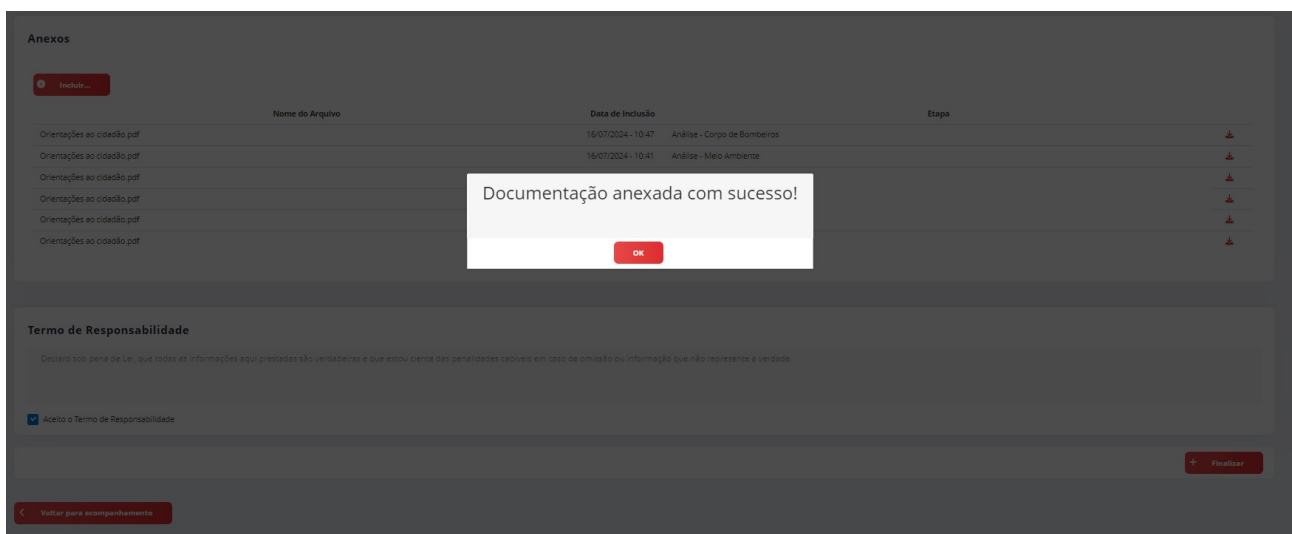 Anexos
Incluir...
Nome do Arquivo Data de Inclusão Etapa
Orientações ao cidadão.pdf 16/07/2024 - 10:47 Análise - Corpo de Bombeiros
Orientações ao cidadão.pdf 16/07/2024 - 10:41 Análise - Meio Ambiente
Orientações ao cidadão.pdf
Orientações ao cidadão.pdf
Orientações ao cidadão.pdf
Orientações ao cidadão.pdf
Documentação anexada com sucesso!
OK
Termo de Responsabilidade
Declaro sob pena de Lei, que todas as informações aqui prestadas são verdadeiras e que estou ciente das penalidades cabíveis em caso de omissão ou informação que não represente a verdade.
Aceito o Termo de Responsabilidade
Finalizar
Voltar para acompanhamento